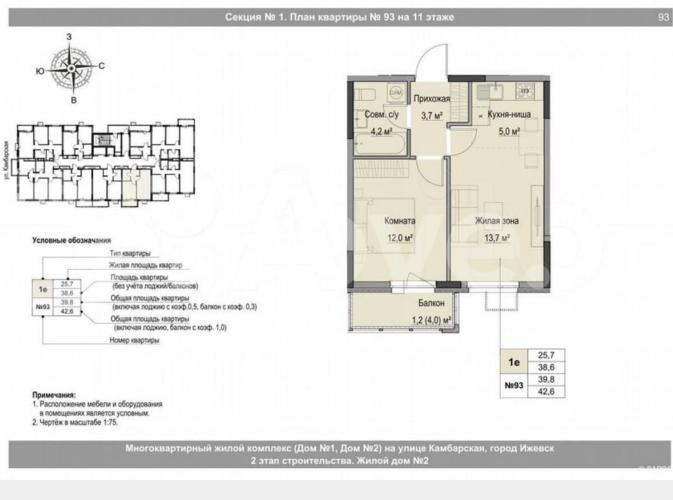 Секция № 1. План квартиры № 93 на 11 этаже
93
З
Ю
С
В
ул. Камбарская
Прихожая
3,7 м²
Совм. с/у
4,2 м²
Кухня-ниша
5,0 м²
Комната
12,0 м²
Жилая зона
13,7 м²
Балкон
1,2 (4,0) м²
Условные обозначания
Тип квартиры
Жилая площадь квартир
Площадь квартиры
(без учёта лоджий/балконов)
Общая площадь квартиры
(включая лоджию с коэф.0,5, балкон с коэф. 0,3)
Общая площадь квартиры
(включая лоджию, балкон с коэф. 1,0)
Номер квартиры
1е
№93
25,7
38,6
39,8
42,6
1е
№93
25,7
38,6
39,8
42,6
Примечания:
1. Расположение мебели и оборудования
в помещениях является условным.
2. Чертёж в масштабе 1:75.
Многоквартирный жилой комплекс (Дом №1, Дом №2) на улице Камбарская, город Ижевск
2 этап строительства. Жилой дом №2